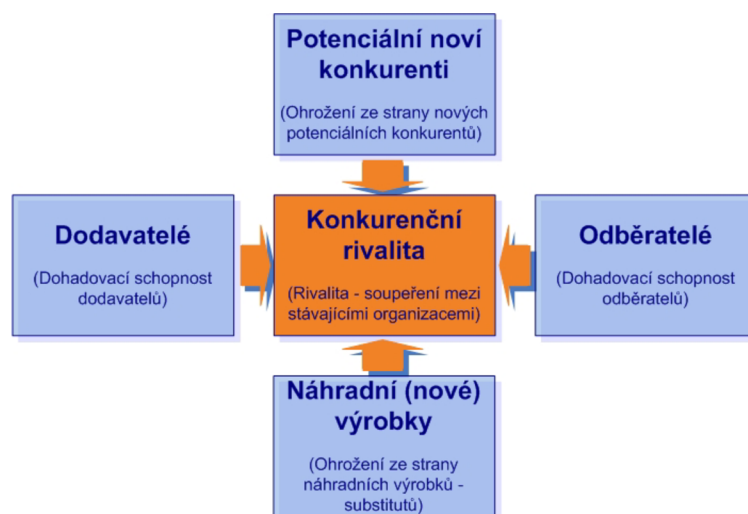 Potenciální noví
konkurenti
(Ohrožení ze strany nových
potenciálních konkurentů)
Dodavatelé
(Dohadovací schopnost
dodavatelů)
Konkurenční
rivalita
(Rivalita - soupeření mezi
stávajícími organizacemi)
Odběratelé
(Dohadovací schopnost
odběratelů)
Náhradní (nové)
výrobky
(Ohrožení ze strany
náhradních výrobků -
substitutů)